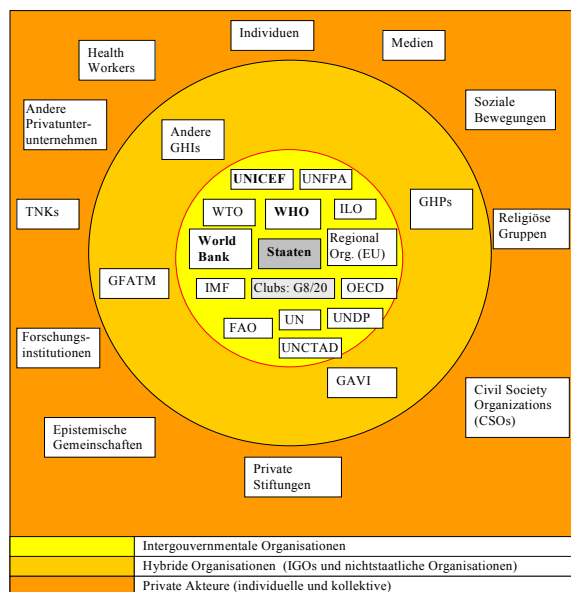 Individuen
Medien
Health
Workers
Soziale
Bewegungen
Andere
Privatunter-
unternehmen
Andere
GHIs
UNICEF
UNFPA
TNKs
WTO
WHO
ILO
GHPs
Religiöse
Gruppen
World
Bank
Staaten
Regional
Org. (EU)
GFATM
IMF
Clubs: G8/20
OECD
FAO
UN
UNDP
UNCTAD
Forschungs-
institutionen
GAVI
Civil Society
Organizations
(CSOs)
Epistemische
Gemeinschaften
Private
Stiftungen
Intergouvernmentale Organisationen
Hybride Organisationen (IGOs und nichtstaatliche Organisationen)
Private Akteure (individuelle und kollektive)